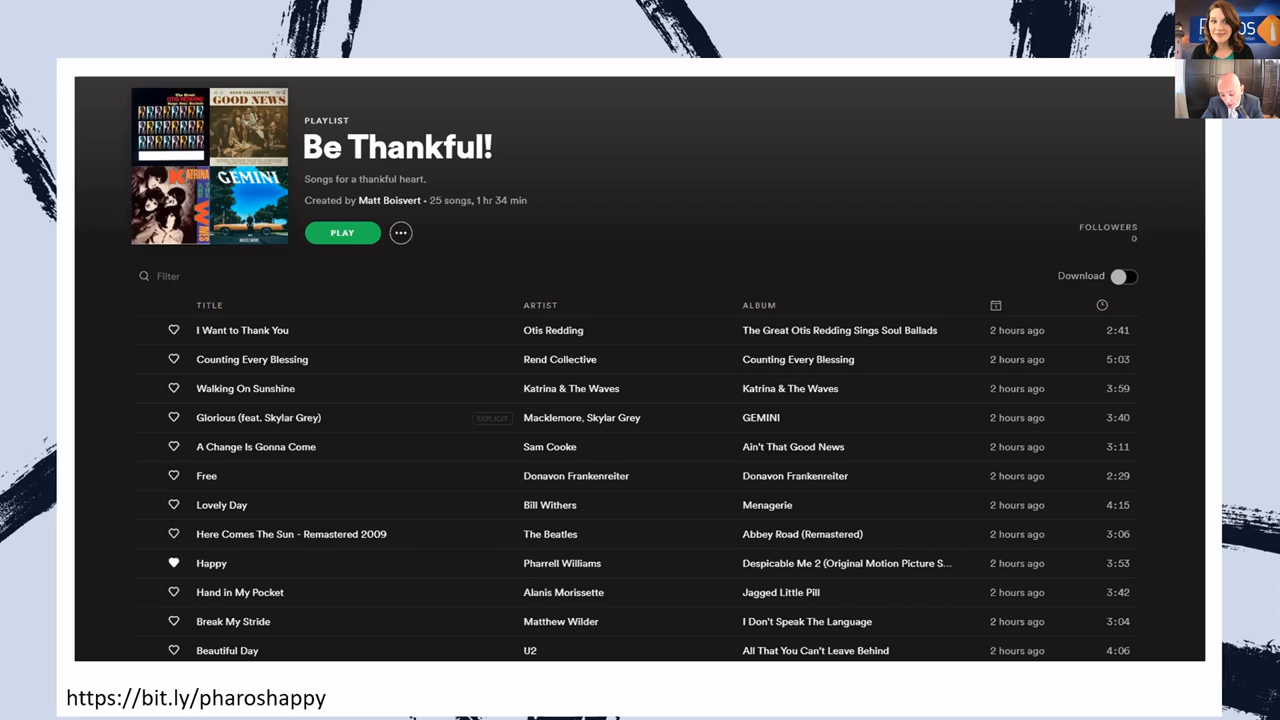 PLAYLIST
Be Thankful!
Songs for a thankful heart.
Created by Matt Boisvert • 25 songs, 1 hr 34 min
PLAY
FOLLOWERS
0
Filter
Download
TITLE ARTIST ALBUM
I Want to Thank You Otis Redding The Great Otis Redding Sings Soul Ballads 2 hours ago 2:41
Counting Every Blessing Rend Collective Counting Every Blessing 2 hours ago 5:03
Walking On Sunshine Katrina & The Waves Katrina & The Waves 2 hours ago 3:59
Glorious (feat. Skylar Grey) EXPLICIT Macklemore, Skylar Grey GEMINI 2 hours ago 3:40
A Change Is Gonna Come Sam Cooke Ain't That Good News 2 hours ago 3:11
Free Donavon Frankenreiter Donavon Frankenreiter 2 hours ago 2:29
Lovely Day Bill Withers Menagerie 2 hours ago 4:15
Here Comes The Sun - Remastered 2009 The Beatles Abbey Road (Remastered) 2 hours ago 3:06
Happy Pharrell Williams Despicable Me 2 (Original Motion Picture S... 2 hours ago 3:53
Hand in My Pocket Alanis Morissette Jagged Little Pill 2 hours ago 3:42
Break My Stride Matthew Wilder I Don't Speak The Language 2 hours ago 3:04
Beautiful Day U2 All That You Can't Leave Behind 2 hours ago 4:06
https://bit.ly/pharoshappy
GOOD NEWS
KATRINA
GEMINI